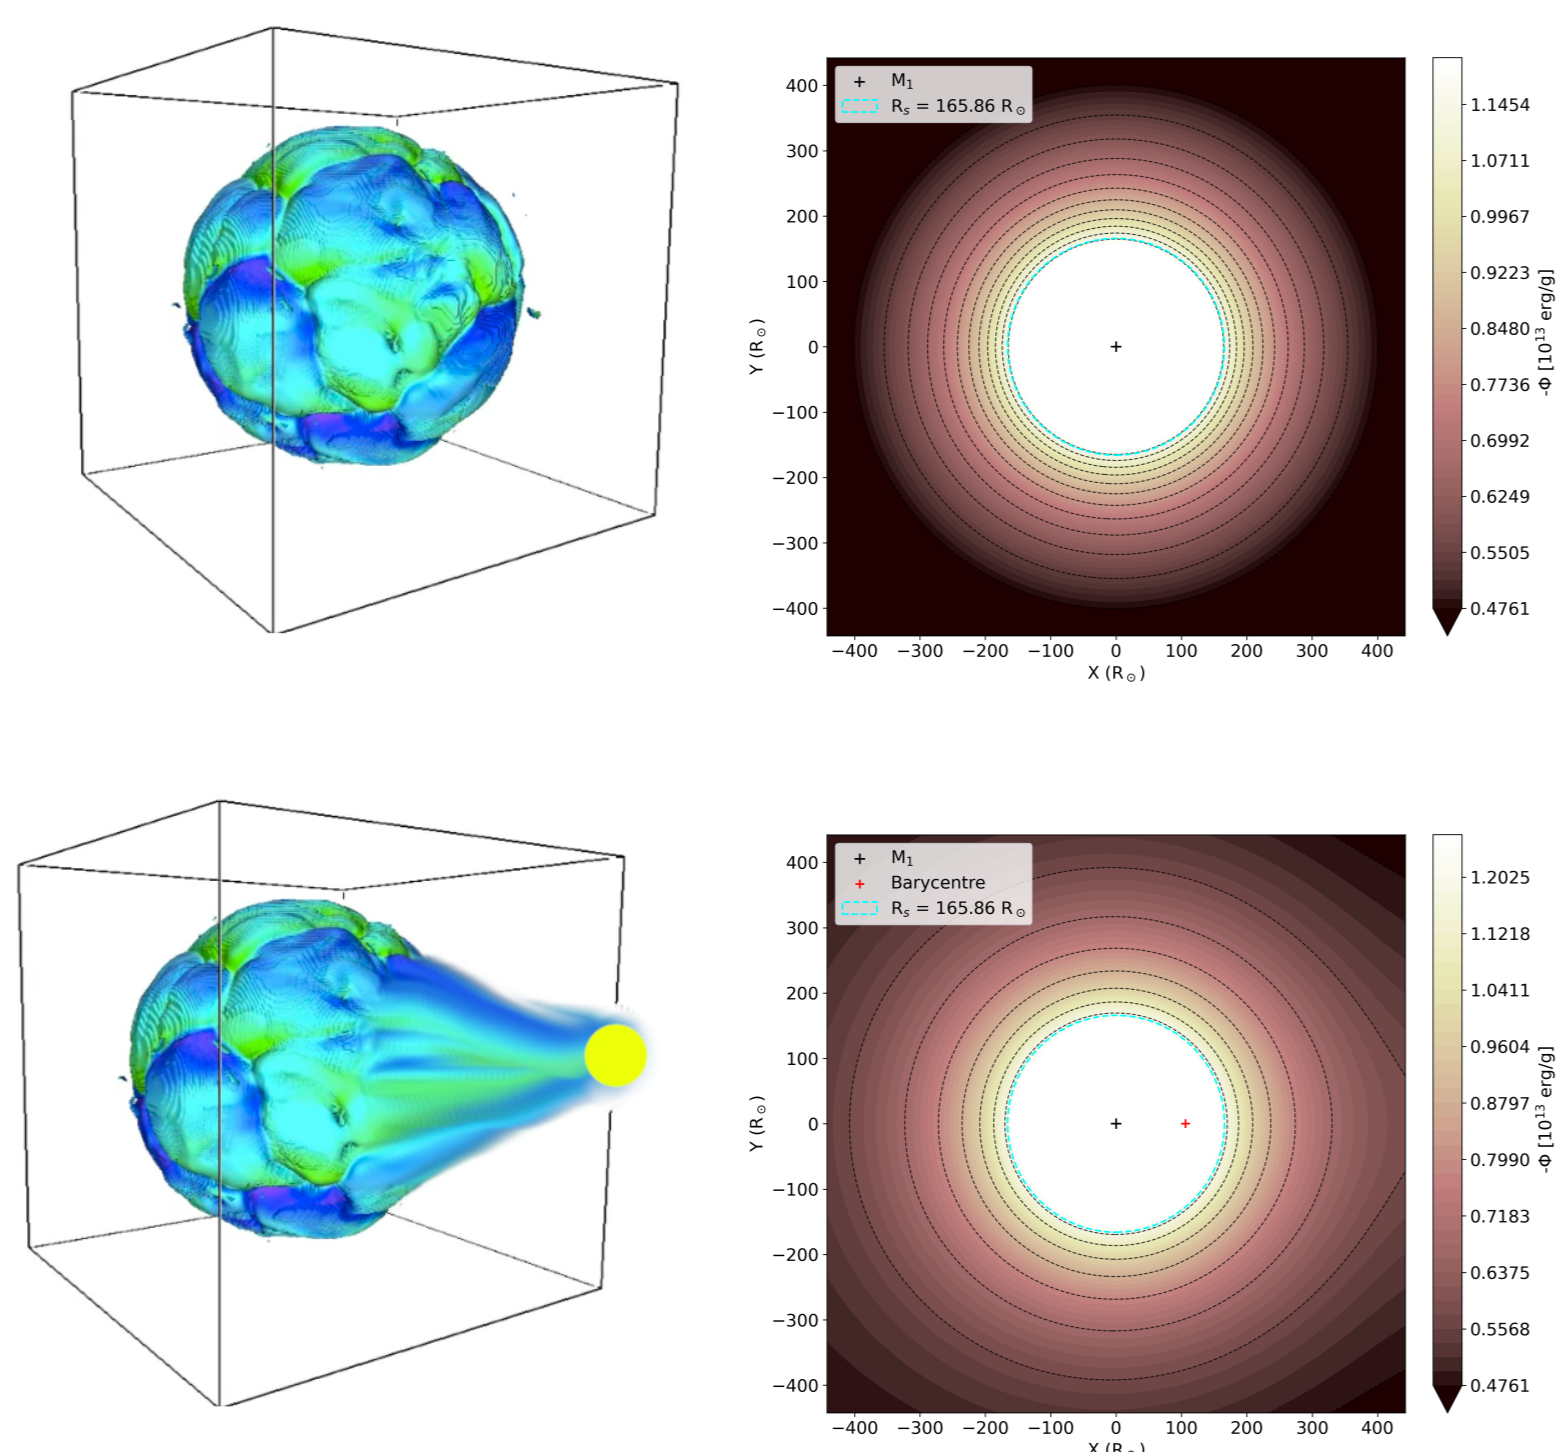 M₁
Rₛ = 165.86 R☉
400
300
200
100
0
−100
−200
−300
−400
Y (R☉)
−400 −300 −200 −100 0 100 200 300 400
X (R☉)
1.1454
1.0711
0.9967
0.9223
0.8480
0.7736
0.6992
0.6249
0.5505
0.4761
-Φ [10¹³ erg/g]
M₁
Barycentre
Rₛ = 165.86 R☉
400
300
200
100
0
−100
−200
−300
−400
Y (R☉)
−400 −300 −200 −100 0 100 200 300 400
X (R☉)
1.2025
1.1218
1.0411
0.9604
0.8797
0.7990
0.7183
0.6375
0.5568
0.4761
-Φ [10¹³ erg/g]